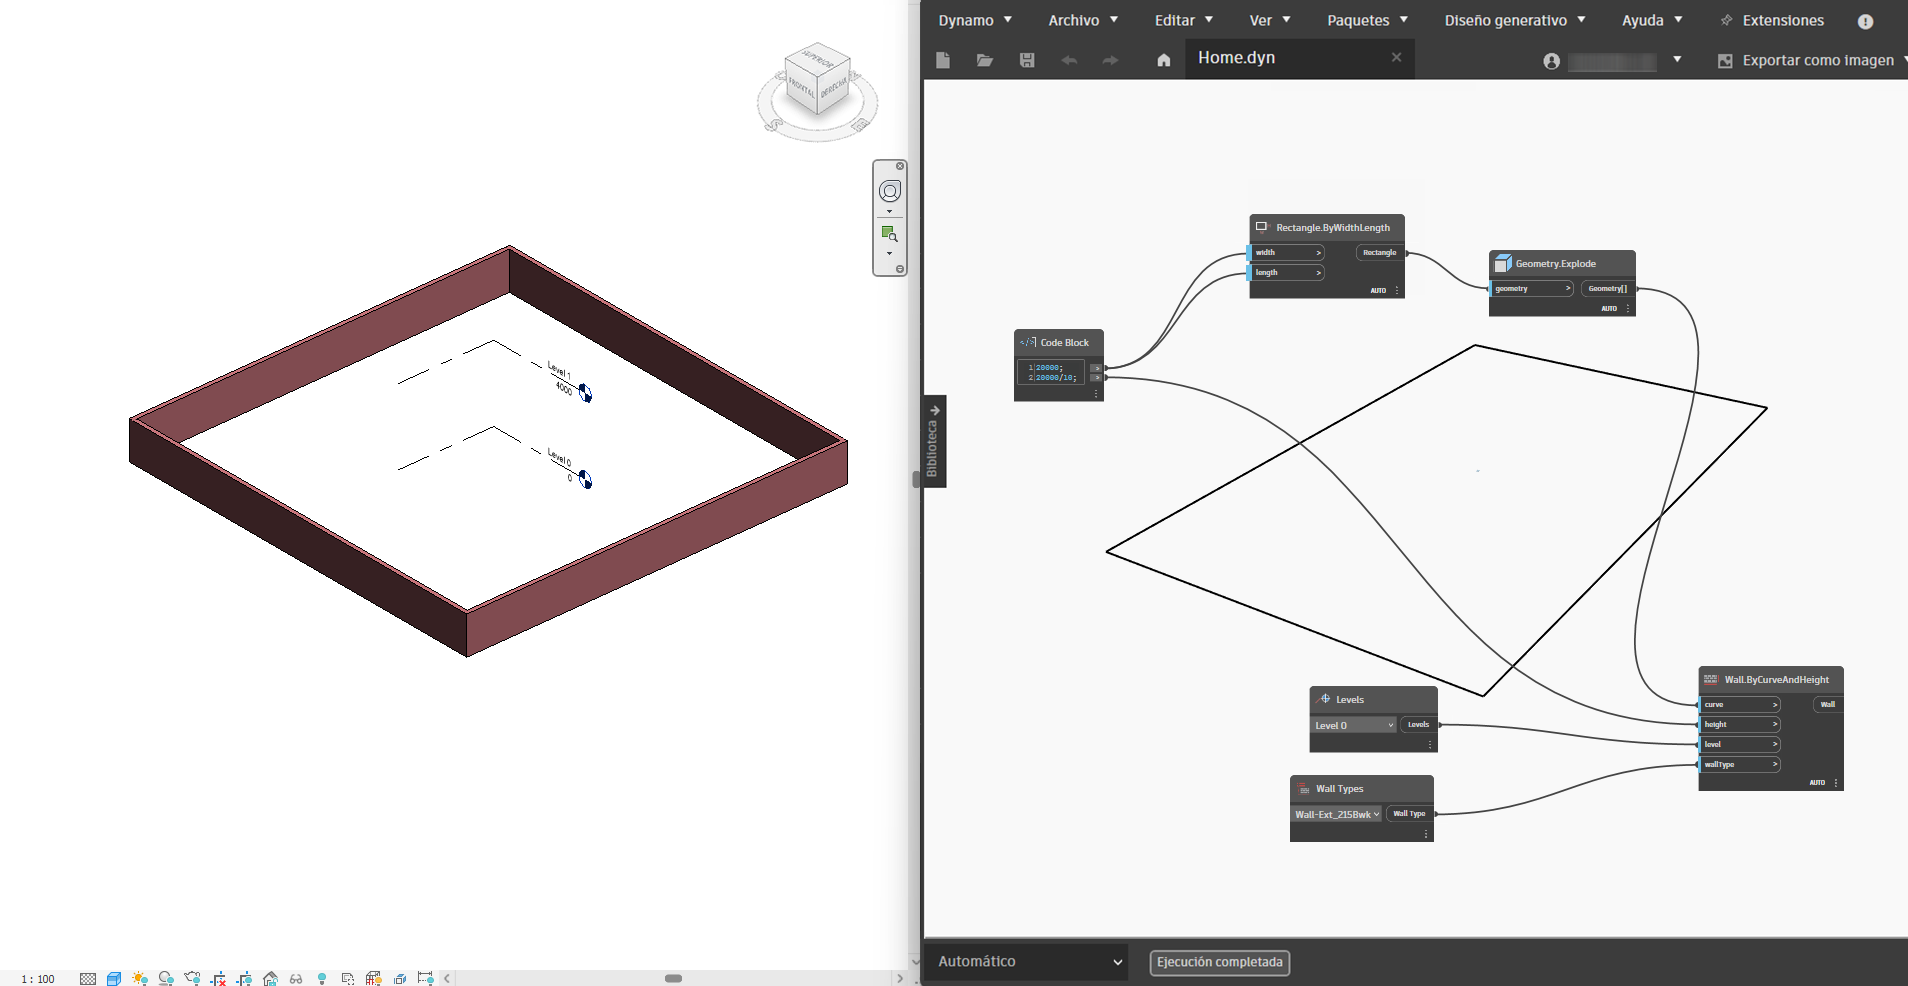 SUPERIOR
FRONTAL
DERECHA
Level 1
4000
Level 0
0
1 : 100
Dynamo
Archivo
Editar
Ver
Paquetes
Diseño generativo
Ayuda
Extensiones
Home.dyn
Exportar como imagen
Biblioteca
Rectangle.ByWidthLength
width >
Rectangle
length >
AUTO
Geometry.Explode
geometry >
Geometry[]
AUTO
Code Block
1 20000; >
2 20000/10; >
Levels
Level 0
Levels
Wall Types
Wall-Ext_215Bwk
Wall Type
Wall.ByCurveAndHeight
curve >
Wall
height >
level >
wallType >
AUTO
Automático
Ejecución completada